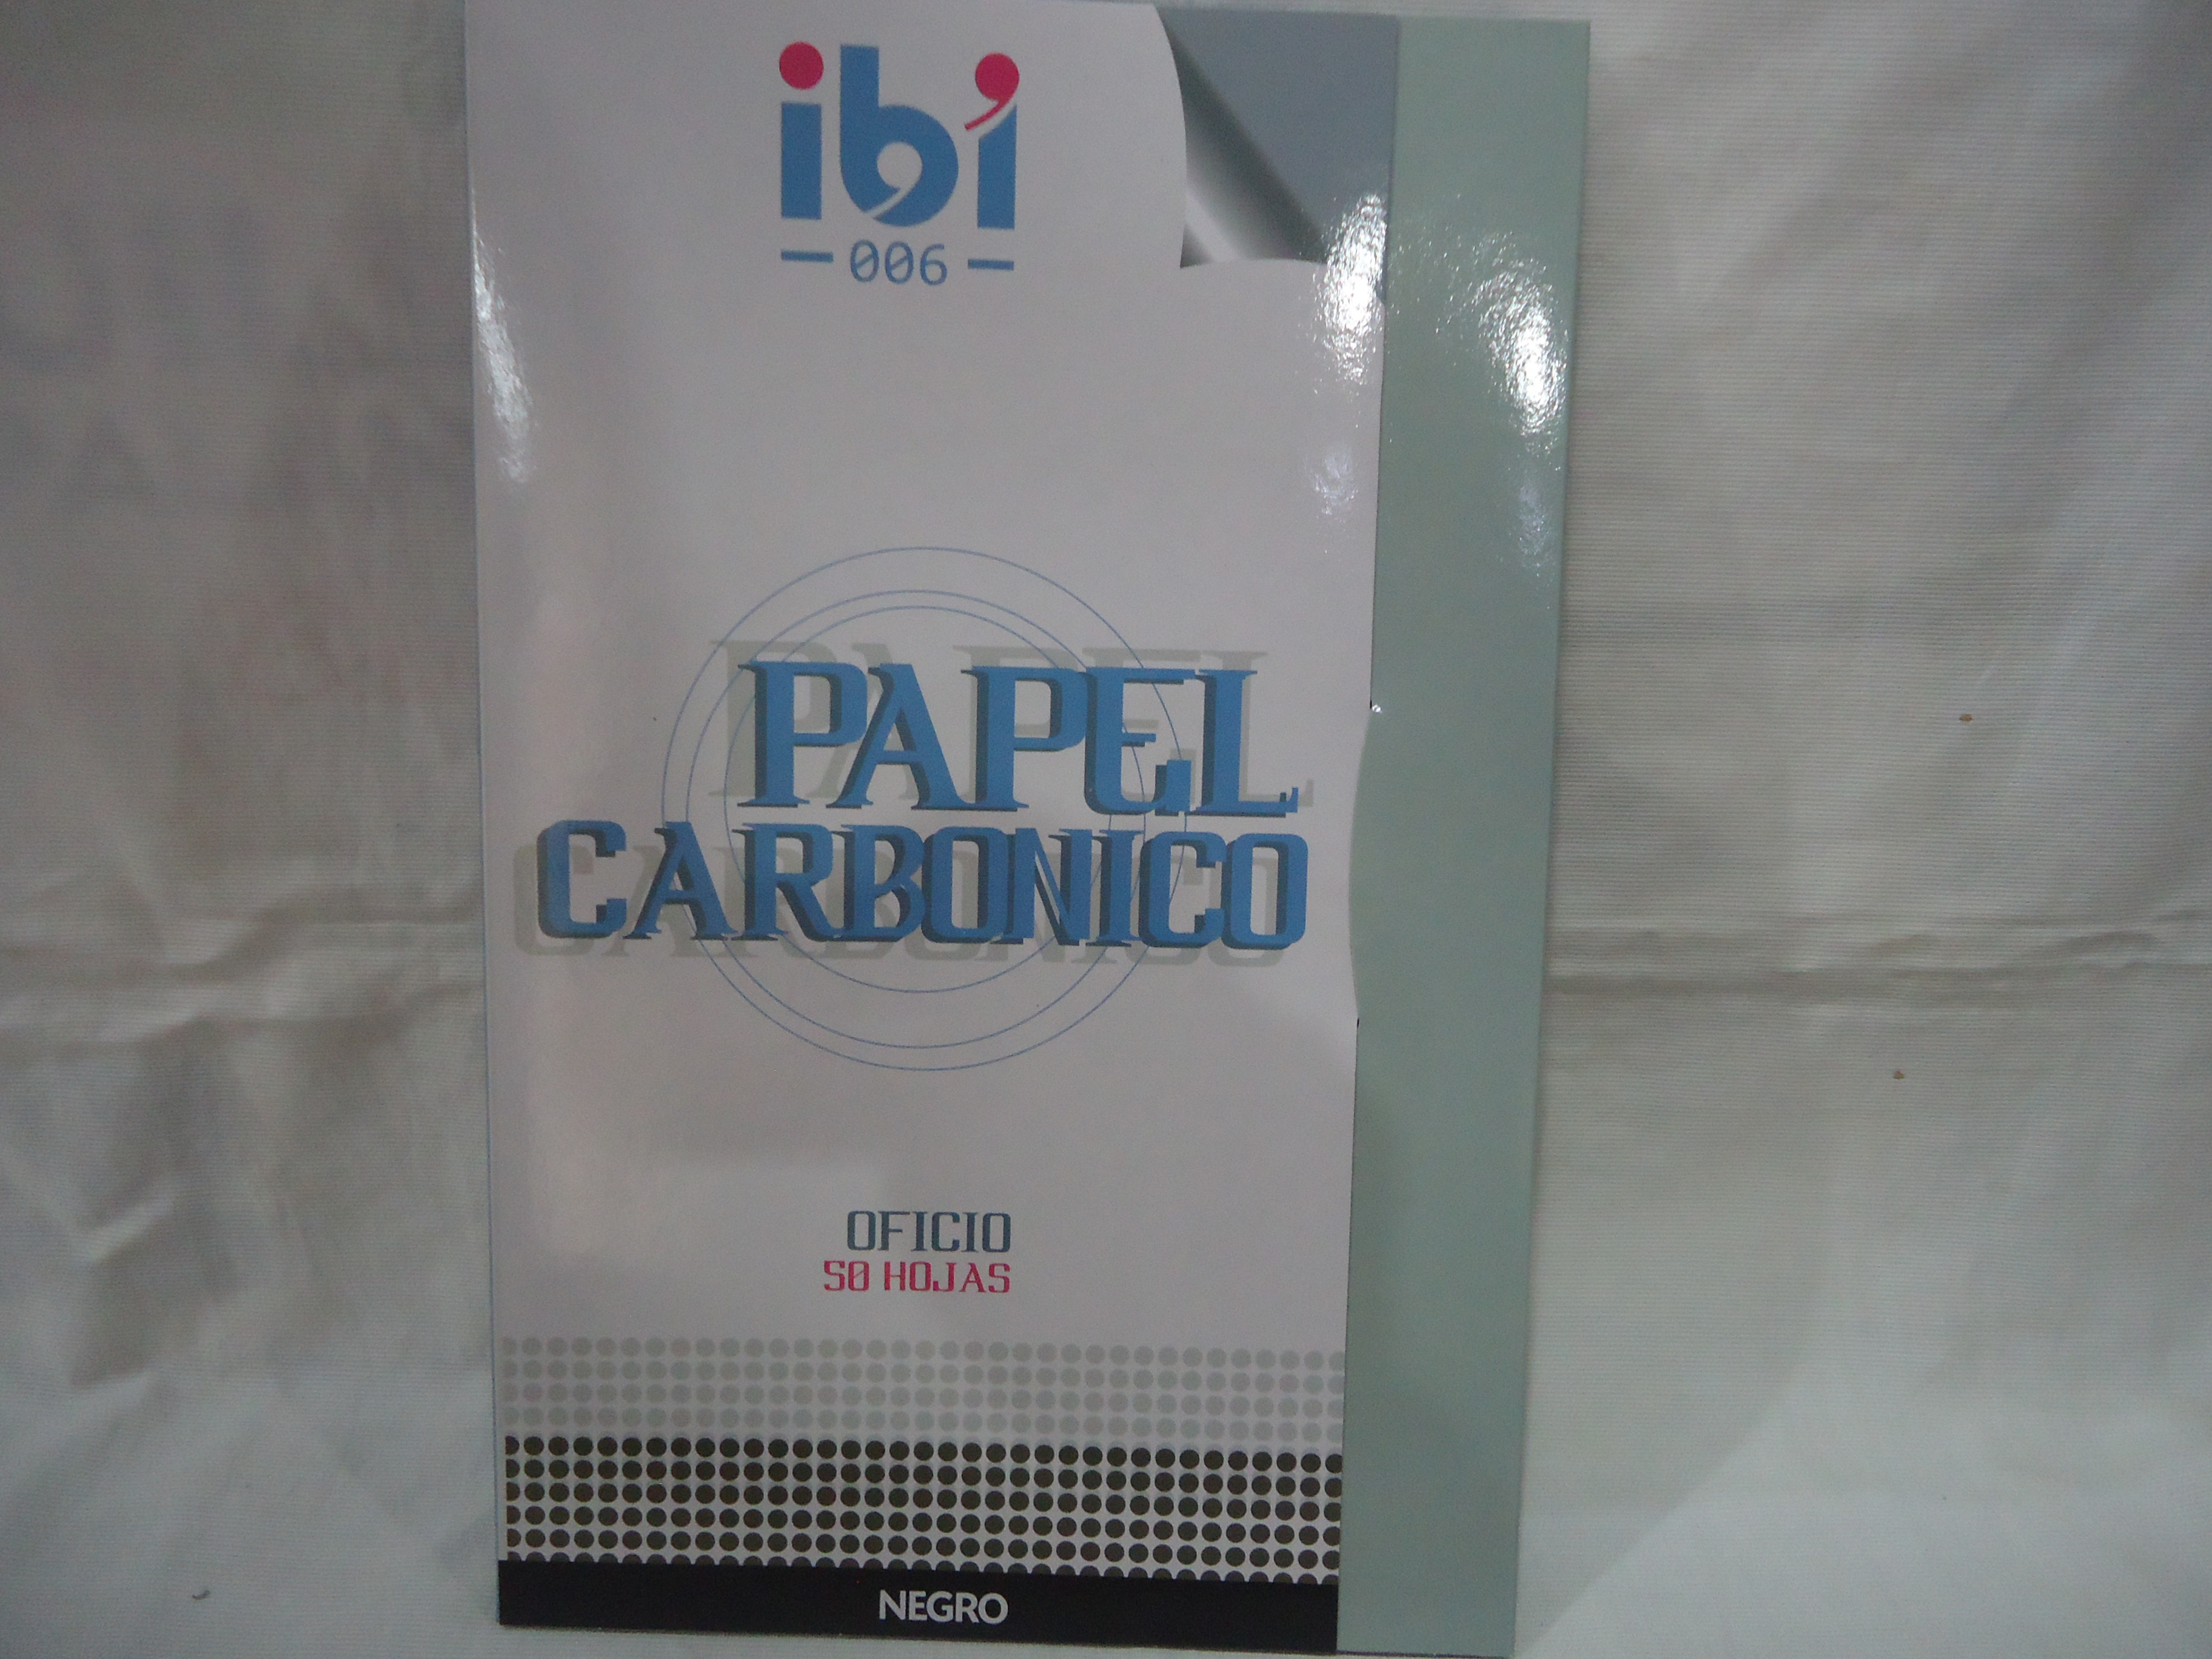 ibi
006
PAPEL
CARBONICO
OFICIO
50 HOJAS
NEGRO